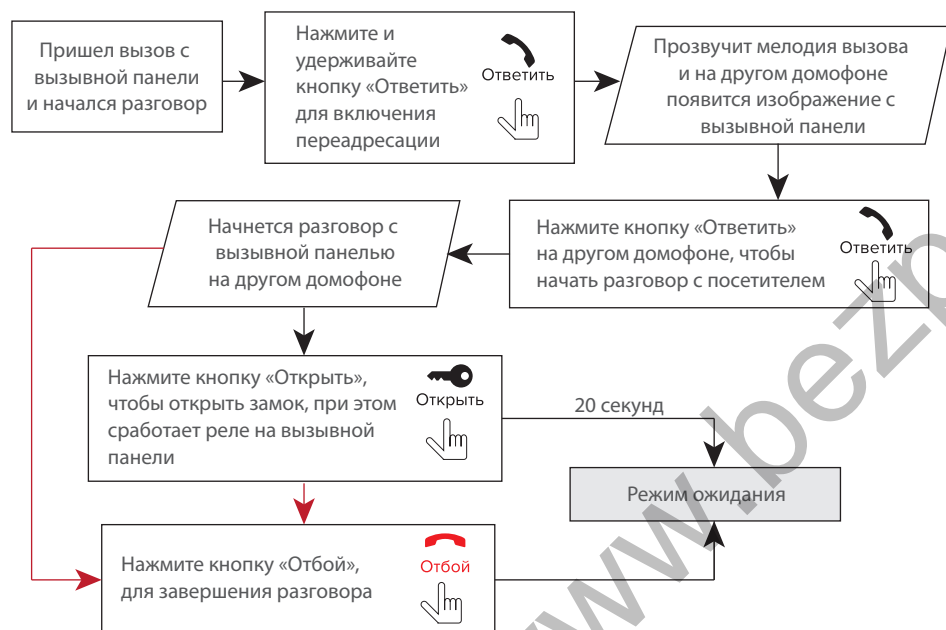 Пришел вызов с
вызывной панели
и начался разговор
Нажмите и
удерживайте
кнопку «Ответить»
для включения
переадресации
Ответить
Прозвучит мелодия вызова
и на другом домофоне
появится изображение с
вызывной панели
Нажмите кнопку «Ответить»
на другом домофоне, чтобы
начать разговор с посетителем
Ответить
Начнется разговор с
вызывной панелью
на другом домофоне
Нажмите кнопку «Открыть»,
чтобы открыть замок, при этом
сработает реле на вызывной
панели
Открыть
20 секунд
Режим ожидания
Нажмите кнопку «Отбой»,
для завершения разговора
Отбой